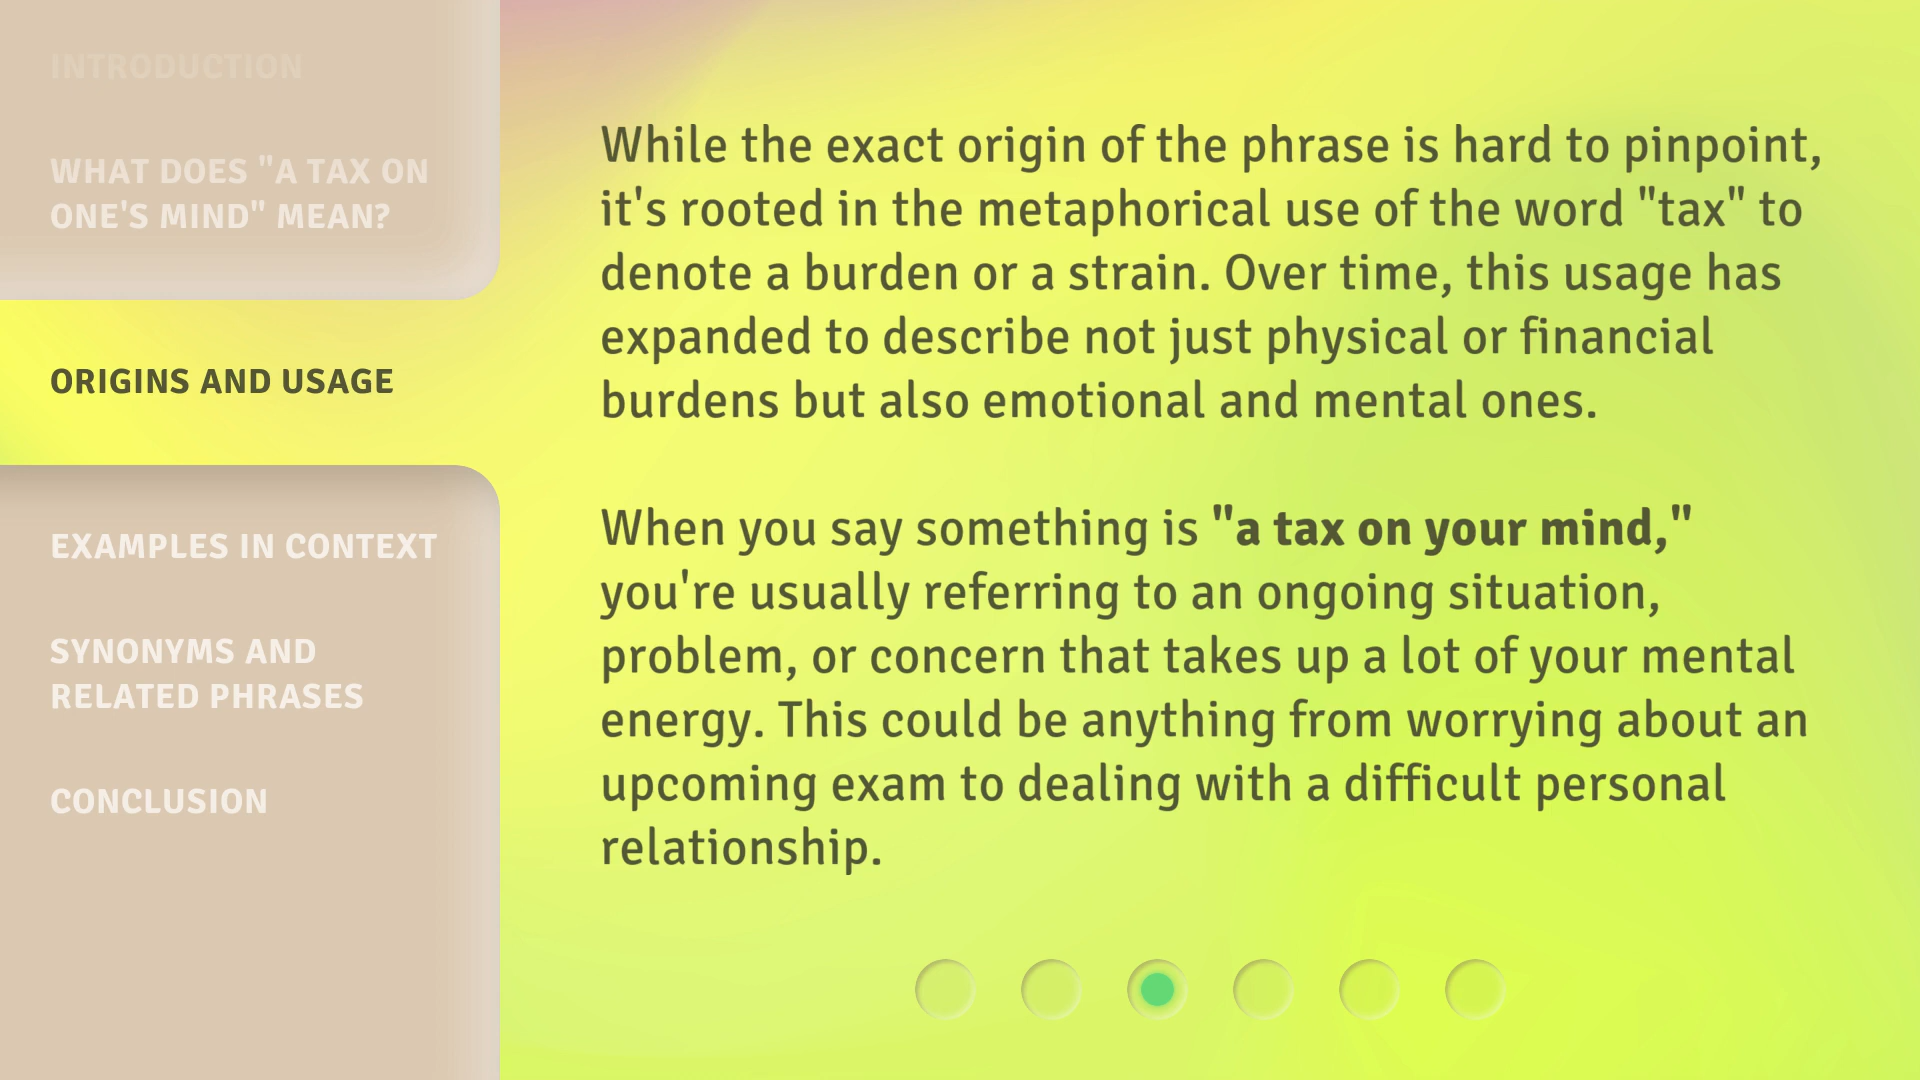 INTRODUCTION
WHAT DOES "A TAX ON
ONE'S MIND" MEAN?
ORIGINS AND USAGE
EXAMPLES IN CONTEXT
SYNONYMS AND
RELATED PHRASES
CONCLUSION
While the exact origin of the phrase is hard to pinpoint,
it's rooted in the metaphorical use of the word "tax" to
denote a burden or a strain. Over time, this usage has
expanded to describe not just physical or financial
burdens but also emotional and mental ones.
When you say something is "a tax on your mind,"
you're usually referring to an ongoing situation,
problem, or concern that takes up a lot of your mental
energy. This could be anything from worrying about an
upcoming exam to dealing with a difficult personal
relationship.